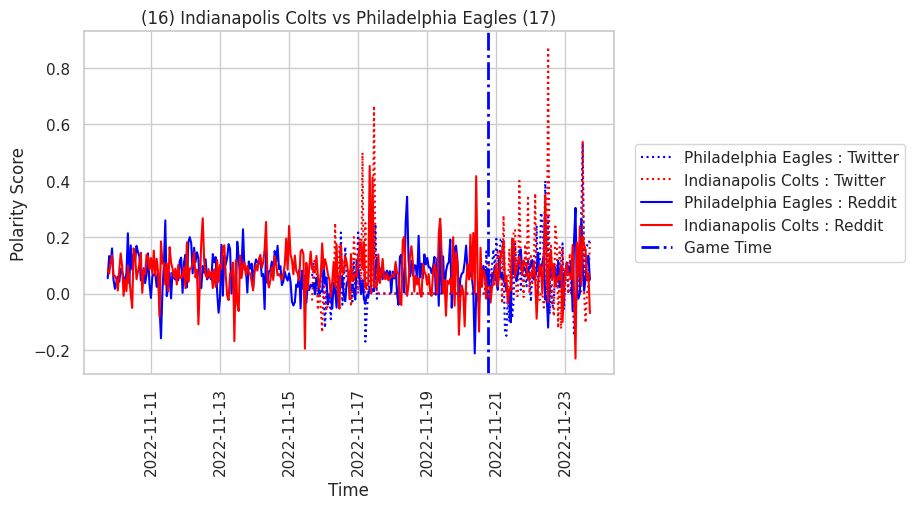 (16) Indianapolis Colts vs Philadelphia Eagles (17)
Polarity Score
0.8
0.6
0.4
0.2
0.0
−0.2
2022-11-11
2022-11-13
2022-11-15
2022-11-17
2022-11-19
2022-11-21
2022-11-23
Time
Philadelphia Eagles : Twitter
Indianapolis Colts : Twitter
Philadelphia Eagles : Reddit
Indianapolis Colts : Reddit
Game Time